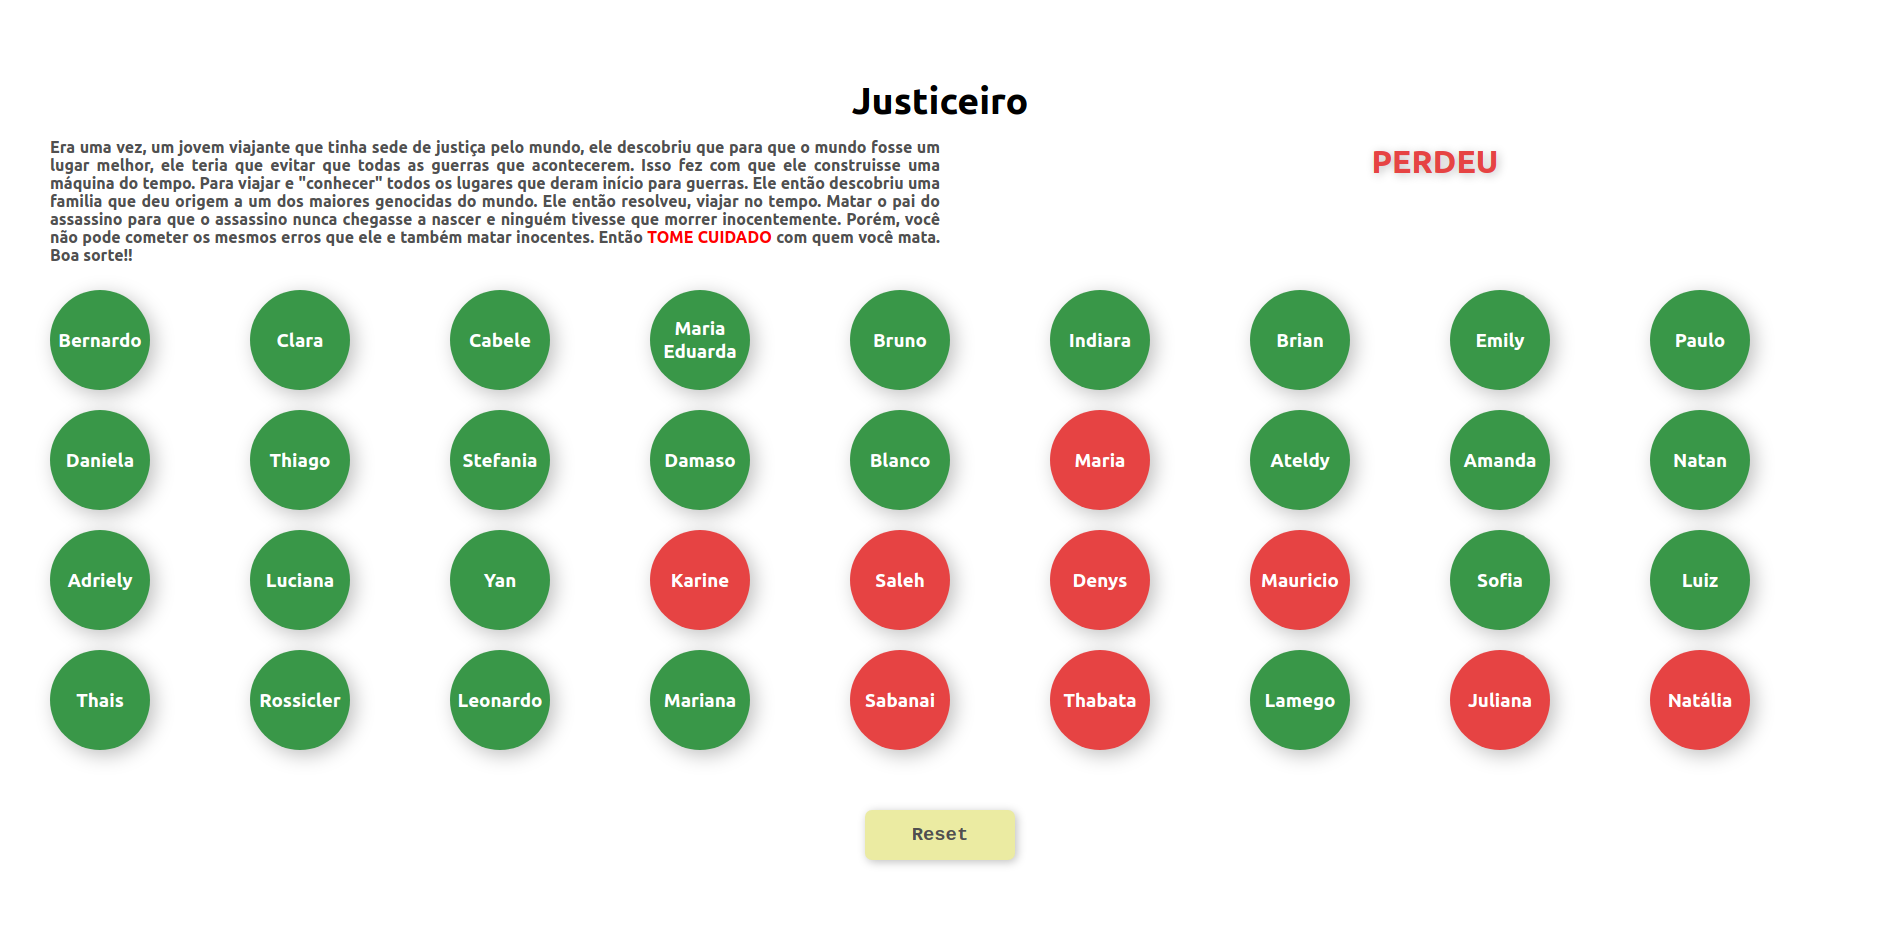 Justiceiro
Era uma vez, um jovem viajante que tinha sede de justiça pelo mundo, ele descobriu que para que o mundo fosse um
lugar melhor, ele teria que evitar que todas as guerras que acontecerem. Isso fez com que ele construisse uma
máquina do tempo. Para viajar e "conhecer" todos os lugares que deram início para guerras. Ele então descobriu uma
familia que deu origem a um dos maiores genocidas do mundo. Ele então resolveu, viajar no tempo. Matar o pai do
assassino para que o assassino nunca chegasse a nascer e ninguém tivesse que morrer inocentemente. Porém, você
não pode cometer os mesmos erros que ele e também matar inocentes. Então TOME CUIDADO com quem você mata.
Boa sorte!!
PERDEU
Bernardo
Clara
Cabele
Maria
Eduarda
Bruno
Indiara
Brian
Emily
Paulo
Daniela
Thiago
Stefania
Damaso
Blanco
Maria
Ateldy
Amanda
Natan
Adriely
Luciana
Yan
Karine
Saleh
Denys
Mauricio
Sofia
Luiz
Thais
Rossicler
Leonardo
Mariana
Sabanai
Thabata
Lamego
Juliana
Natália
Reset